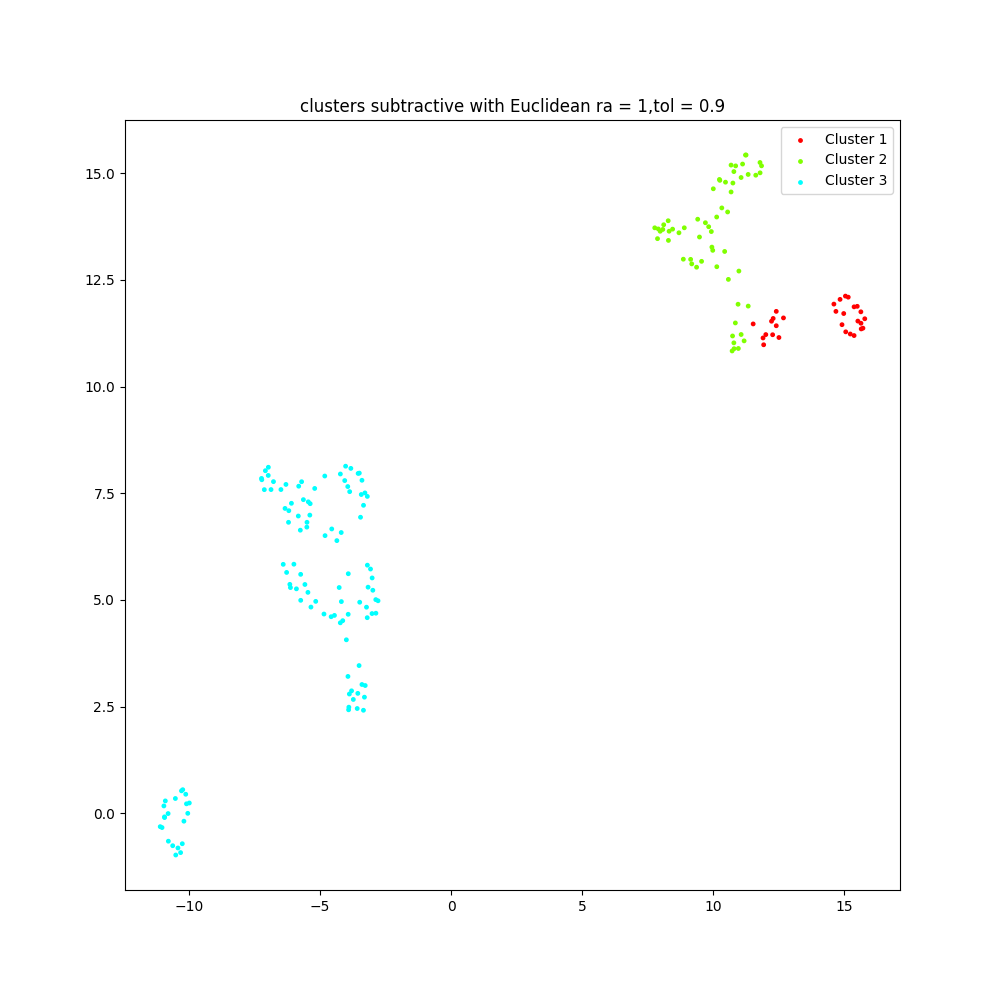 clusters subtractive with Euclidean ra = 1,tol = 0.9
Cluster 1
Cluster 2
Cluster 3
15.0
12.5
10.0
7.5
5.0
2.5
0.0
−10 −5 0 5 10 15